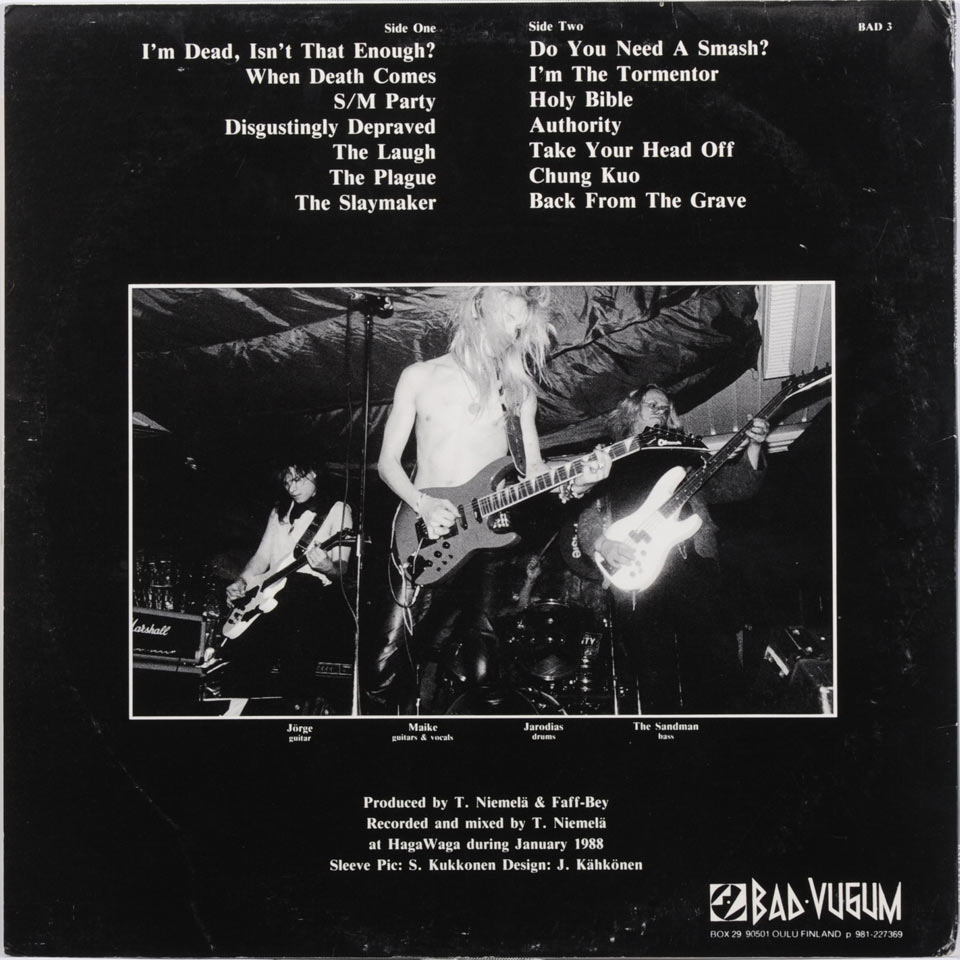 Side One
I'm Dead, Isn't That Enough?
When Death Comes
S/M Party
Disgustingly Depraved
The Laugh
The Plague
The Slaymaker
Side Two
Do You Need A Smash?
I'm The Tormentor
Holy Bible
Authority
Take Your Head Off
Chung Kuo
Back From The Grave
BAD 3
Marshall
Jörge
guitar
Maike
guitars & vocals
Jarodias
drums
The Sandman
bass
Produced by T. Niemelä & Faff-Bey
Recorded and mixed by T. Niemelä
at HagaWaga during January 1988
Sleeve Pic: S. Kukkonen Design: J. Kähkönen
BAD·VUGUM
BOX 29 90501 OULU FINLAND p 981-227369